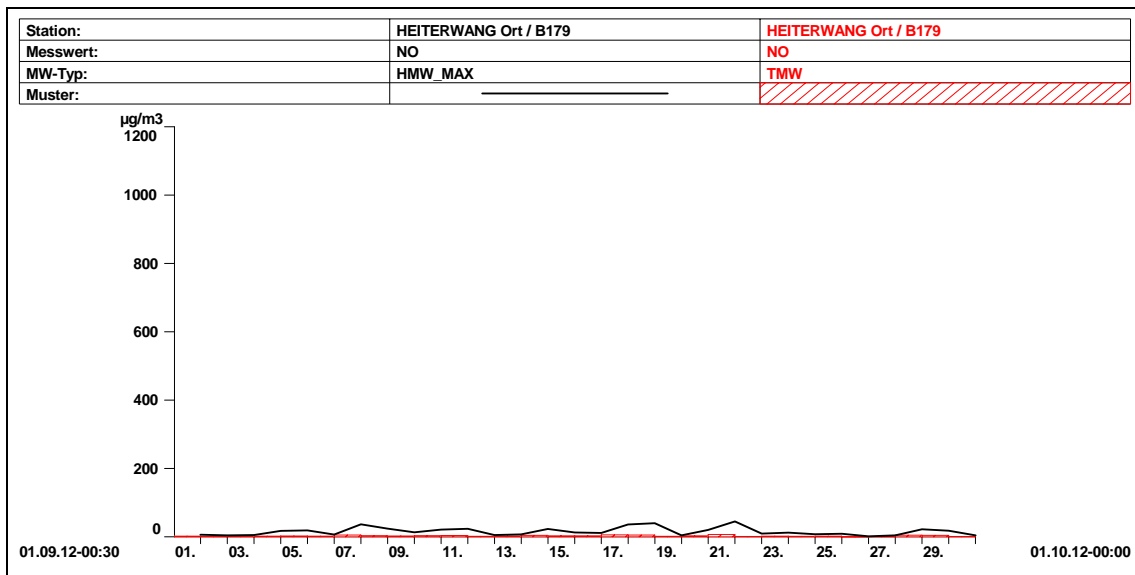 Station: HEITERWANG Ort / B179 HEITERWANG Ort / B179
Messwert: NO NO
MW-Typ: HMW_MAX TMW
Muster:
µg/m3
1200
1000
800
600
400
200
0
01.09.12-00:30 01. 03. 05. 07. 09. 11. 13. 15. 17. 19. 21. 23. 25. 27. 29. 01.10.12-00:00